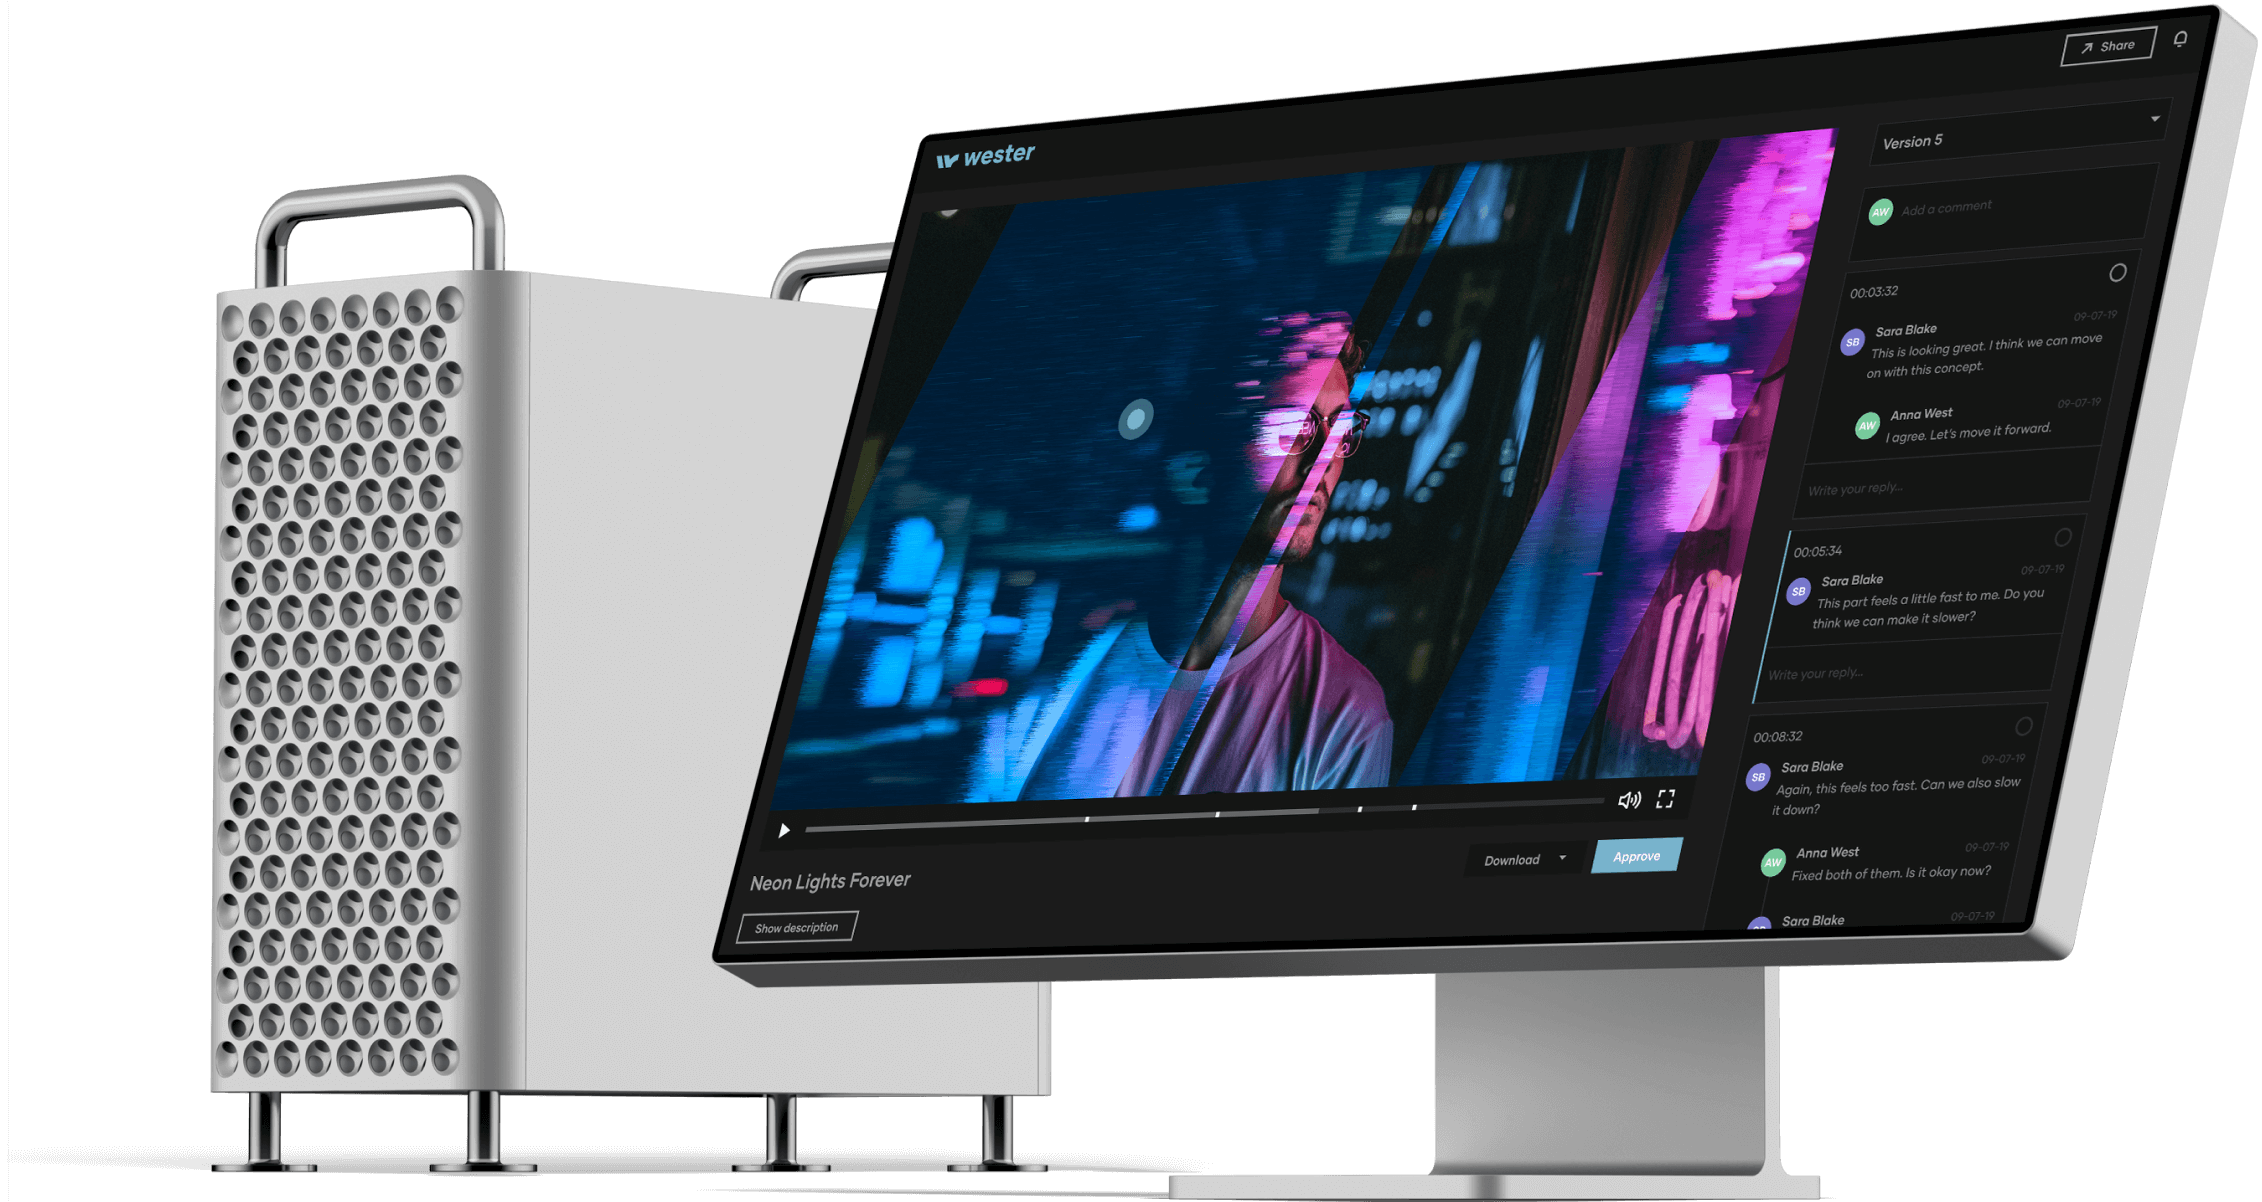 wester
Share
Version 5
AW
Add a comment
00:03:32
09-07-19
SB
Sara Blake
This is looking great. I think we can move
on with this concept.
09-07-19
AW
Anna West
I agree. Let's move it forward.
Write your reply...
00:05:34
09-07-19
SB
Sara Blake
This part feels a little fast to me. Do you
think we can make it slower?
Write your reply...
00:08:32
09-07-19
SB
Sara Blake
Again, this feels too fast. Can we also slow
it down?
09-07-19
AW
Anna West
Fixed both of them. Is it okay now?
09-07-19
Sara Blake
Download
Approve
Neon Lights Forever
Show description